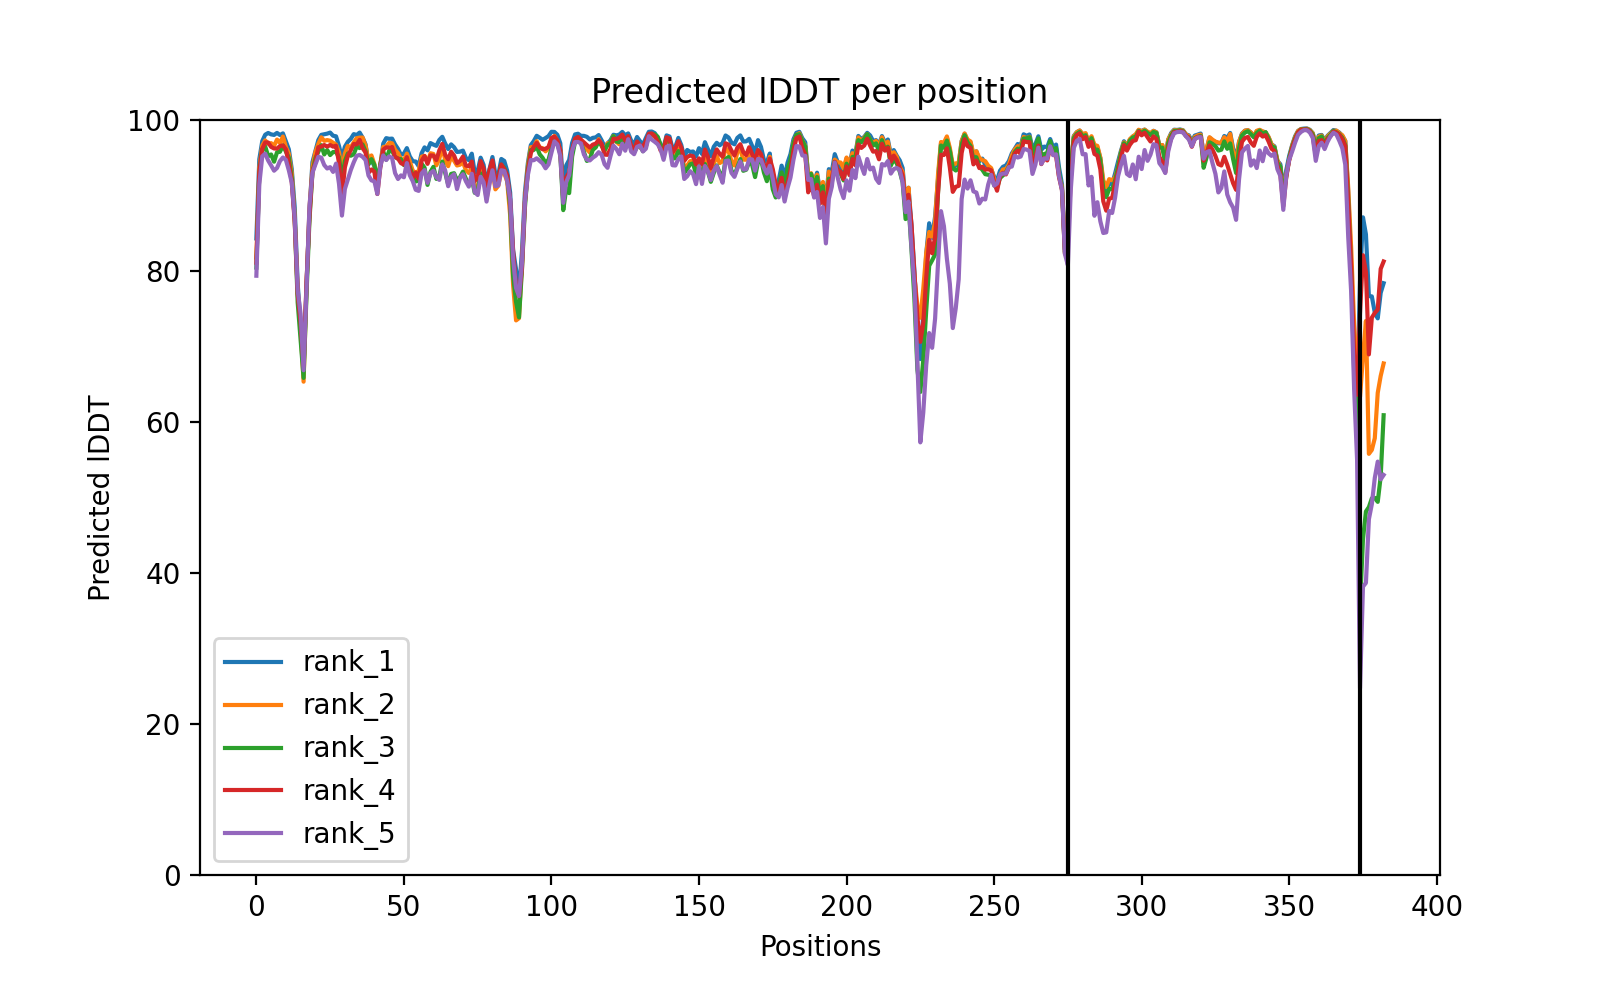 Predicted lDDT per position
100
80
60
40
20
0
Predicted lDDT
rank_1
rank_2
rank_3
rank_4
rank_5
0 50 100 150 200 250 300 350 400
Positions